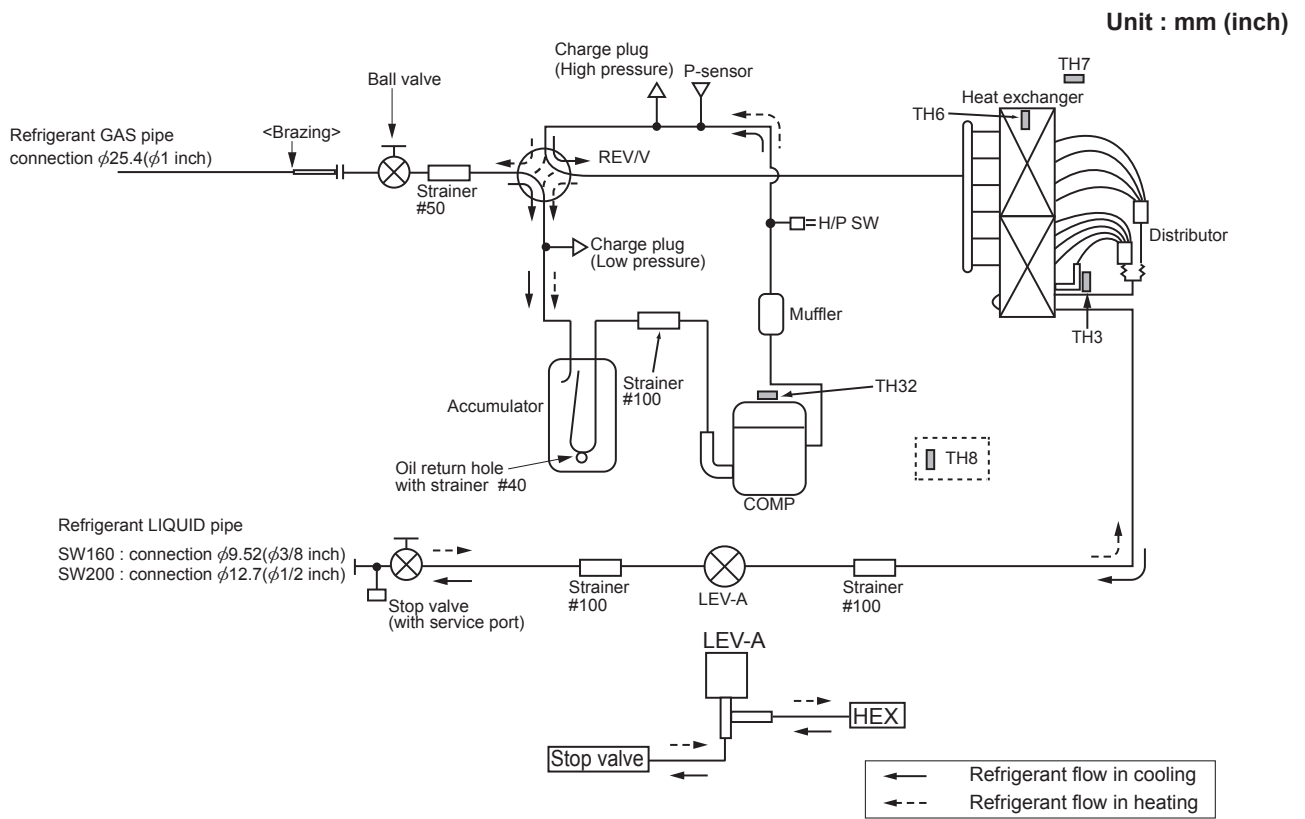 Unit : mm (inch)
Charge plug
(High pressure)
P-sensor
TH7
Ball valve
Heat exchanger
TH6
<Brazing>
Refrigerant GAS pipe
connection ϕ25.4(ϕ1 inch)
REV/V
Strainer
#50
H/P SW
Distributor
Charge plug
(Low pressure)
Muffler
TH3
Strainer
#100
TH32
Accumulator
TH8
Oil return hole
with strainer #40
COMP
Refrigerant LIQUID pipe
SW160 : connection ϕ9.52(ϕ3/8 inch)
SW200 : connection ϕ12.7(ϕ1/2 inch)
Strainer
#100
LEV-A
Strainer
#100
Stop valve
(with service port)
LEV-A
HEX
Stop valve
Refrigerant flow in cooling
Refrigerant flow in heating